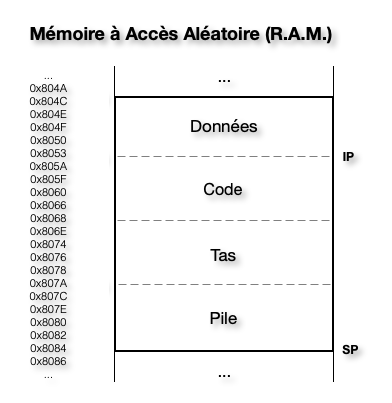 Mémoire à Accès Aléatoire (R.A.M.)
...
...
0x804A
0x804C
0x804E
0x804F
Données
0x8050
0x8053
IP
0x805A
0x805F
Code
0x8060
0x8066
0x8068
0x806E
0x8074
0x8076
Tas
0x8078
0x807A
0x807C
0x807E
Pile
0x8080
0x8082
0x8084
SP
0x8086
...
...